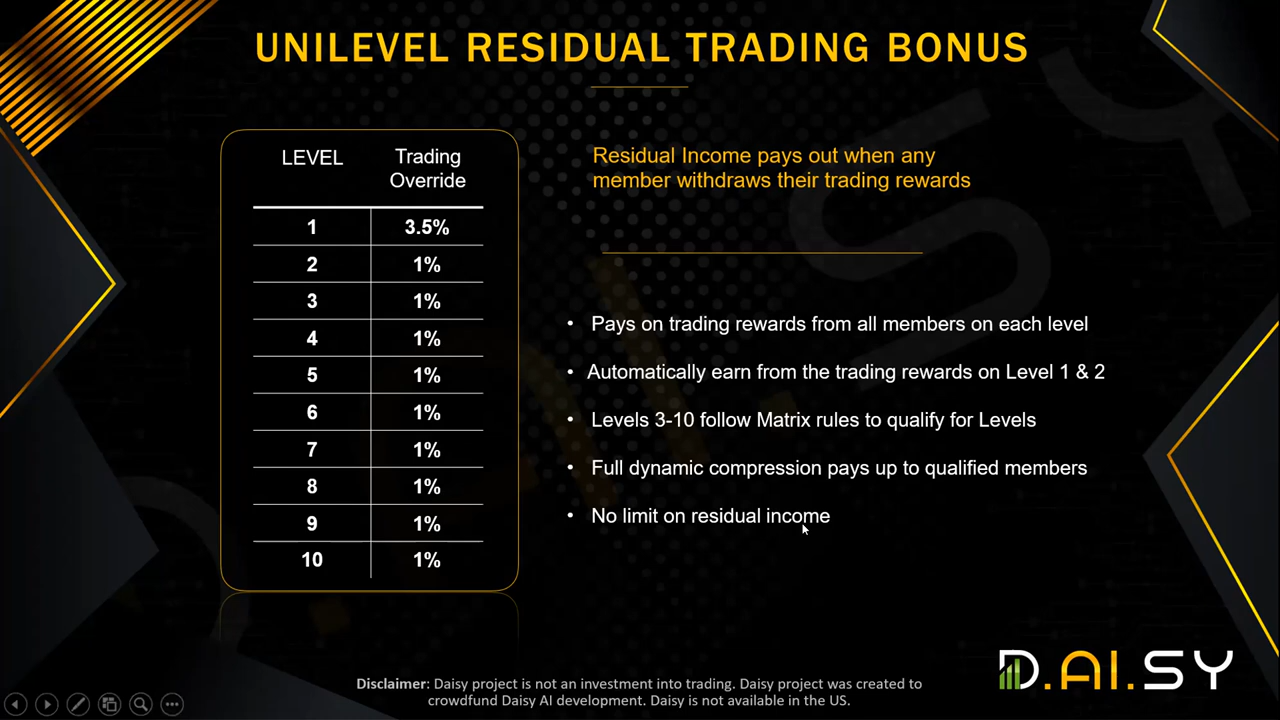 UNILEVEL RESIDUAL TRADING BONUS
LEVEL Trading
Override
1 3.5%
2 1%
3 1%
4 1%
5 1%
6 1%
7 1%
8 1%
9 1%
10 1%
Residual Income pays out when any
member withdraws their trading rewards
• Pays on trading rewards from all members on each level
• Automatically earn from the trading rewards on Level 1 & 2
• Levels 3-10 follow Matrix rules to qualify for Levels
• Full dynamic compression pays up to qualified members
• No limit on residual income
D.AI.SY
Disclaimer: Daisy project is not an investment into trading. Daisy project was created to
crowdfund Daisy AI development. Daisy is not available in the US.